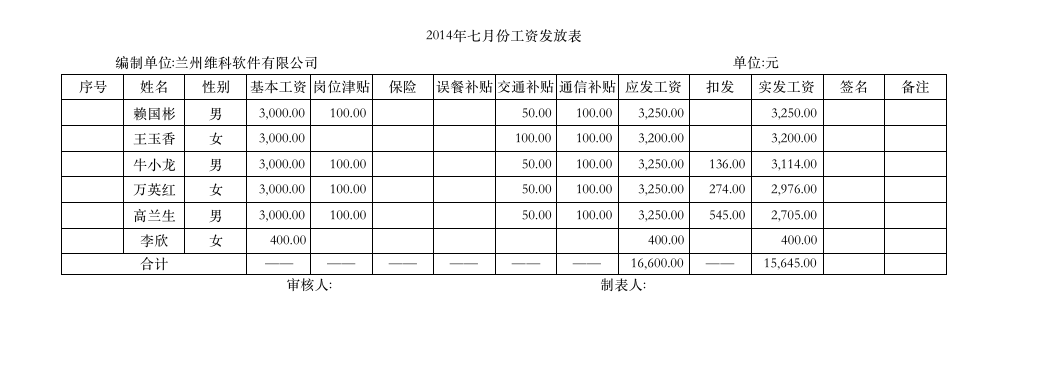 2014年七月份工资发放表
编制单位:兰州维科软件有限公司 单位:元
序号 姓名 性别 基本工资 岗位津贴 保险 误餐补贴 交通补贴 通信补贴 应发工资 扣发 实发工资 签名 备注
赖国彬 男 3,000.00 100.00 50.00 100.00 3,250.00 3,250.00
王玉香 女 3,000.00 100.00 100.00 3,200.00 3,200.00
牛小龙 男 3,000.00 100.00 50.00 100.00 3,250.00 136.00 3,114.00
万英红 女 3,000.00 100.00 50.00 100.00 3,250.00 274.00 2,976.00
高兰生 男 3,000.00 100.00 50.00 100.00 3,250.00 545.00 2,705.00
李欣 女 400.00 400.00 400.00
合计 —— —— —— —— —— —— 16,600.00 —— 15,645.00
审核人: 制表人: